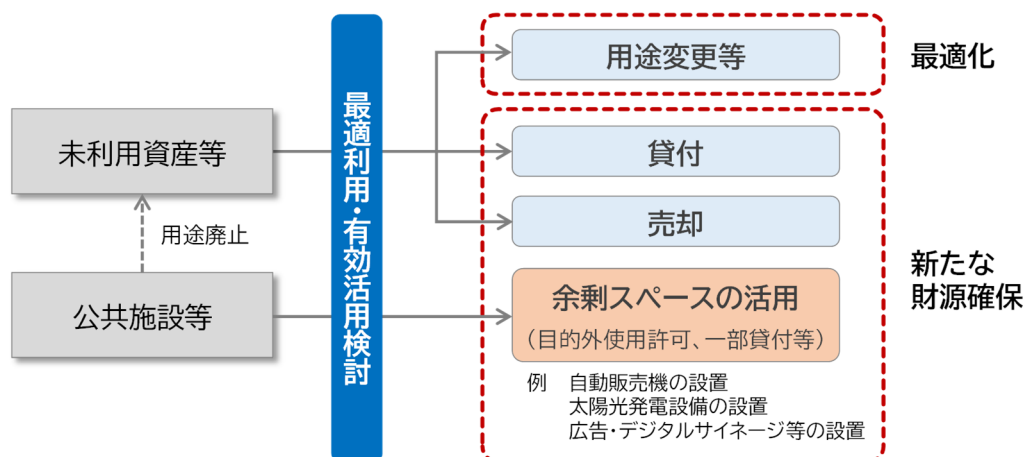 未利用資産等
用途廃止
公共施設等
最適利用・有効活用検討
用途変更等
最適化
貸付
売却
余剰スペースの活用
（目的外使用許可、一部貸付等）
例　自動販売機の設置
太陽光発電設備の設置
広告・デジタルサイネージ等の設置
新たな
財源確保